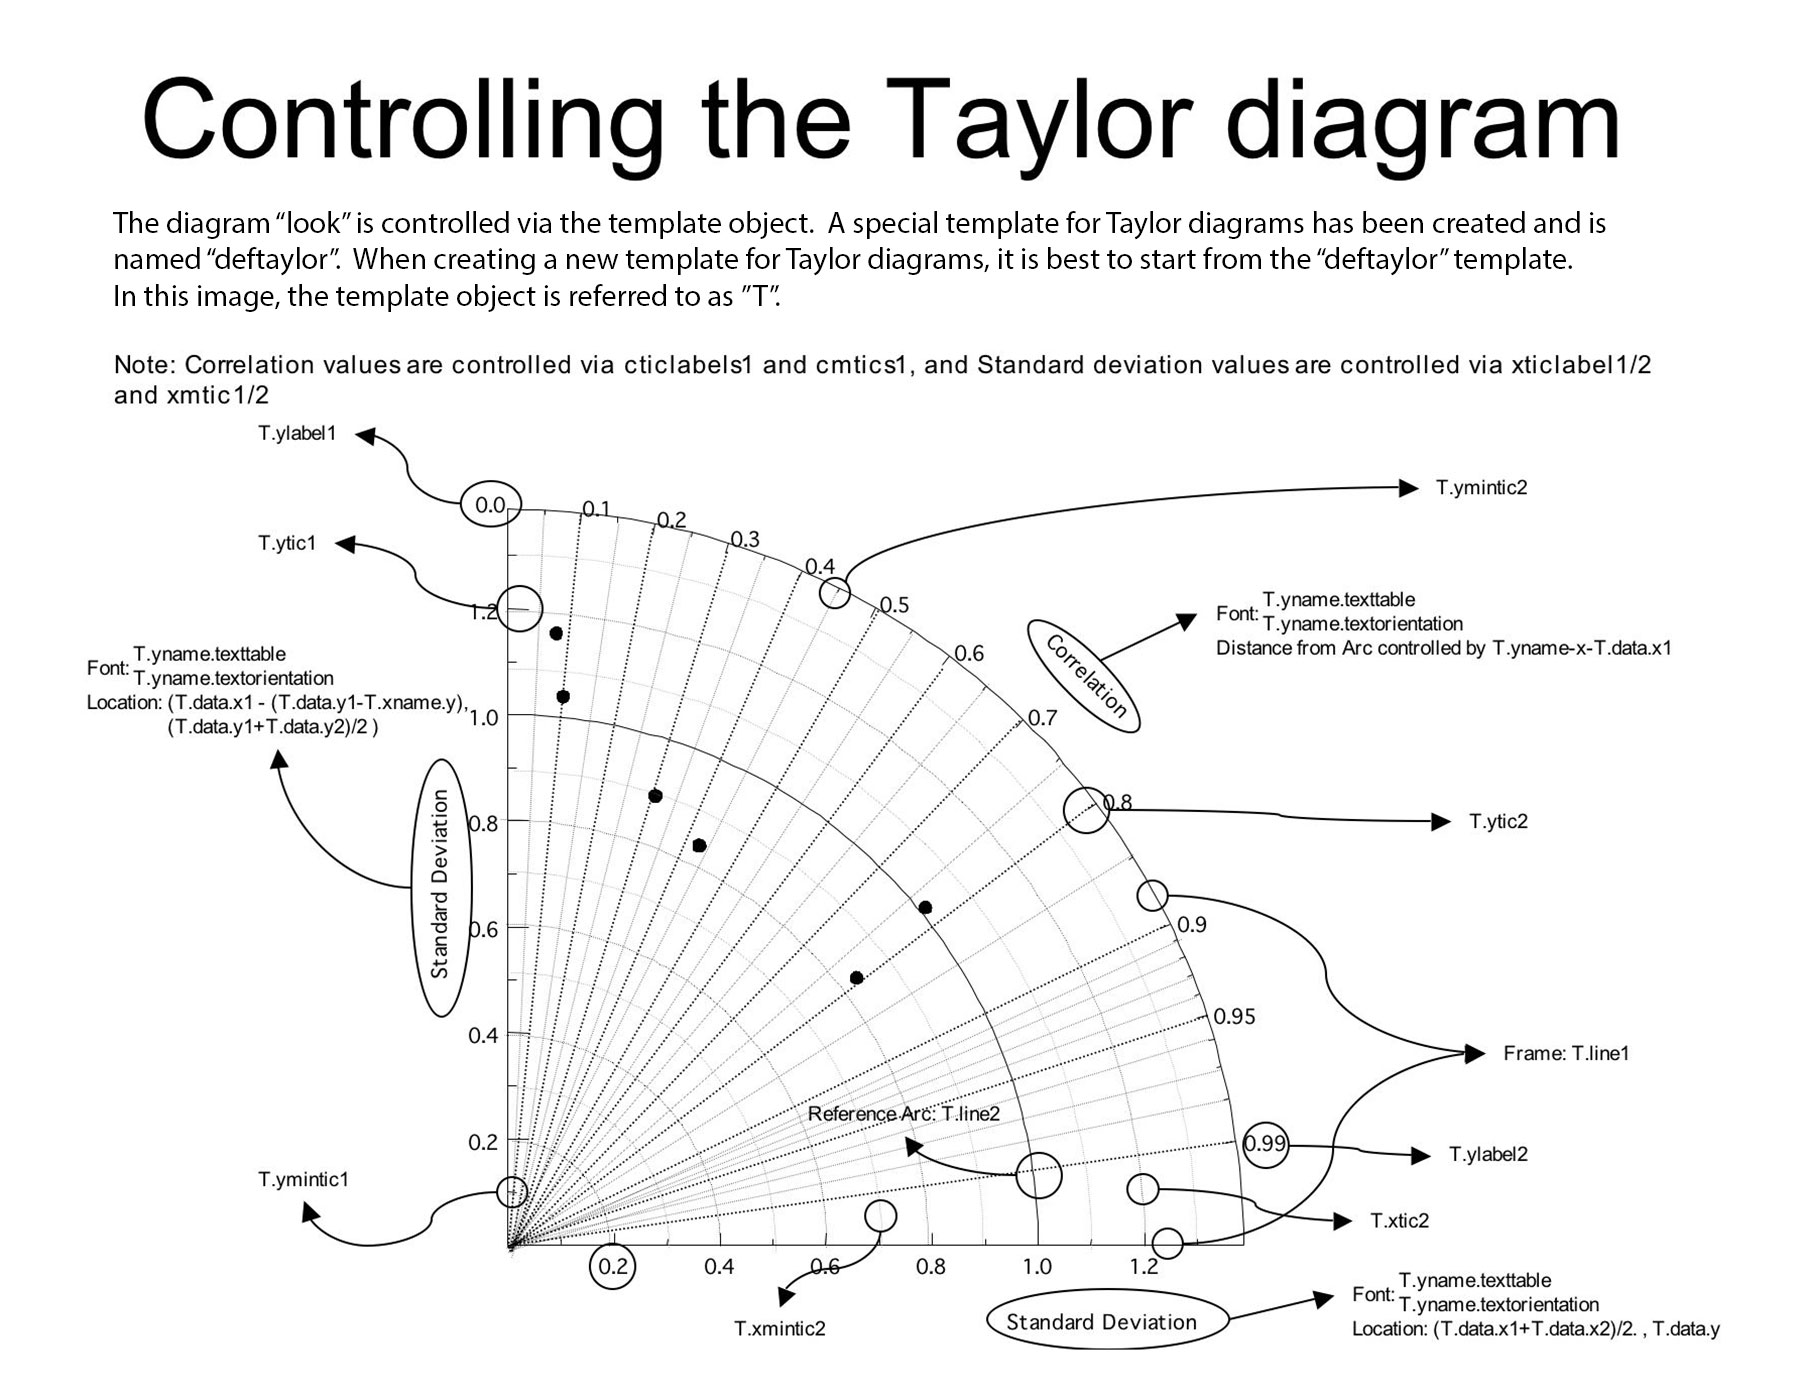 Controlling the Taylor diagram
The diagram “look” is controlled via the template object.  A special template for Taylor diagrams has been created and is
named “deftaylor”.  When creating a new template for Taylor diagrams, it is best to start from the “deftaylor” template.
In this image, the template object is referred to as ”T”.
Note: Correlation values are controlled via cticlabels1 and cmtics1, and Standard deviation values are controlled via xticlabel1/2
and xmtic1/2
T.ylabel1
T.ymintic2
0.0
0.1
0.2
0.3
T.ytic1
0.4
0.5
1.2
T.yname.texttable
Font:
T.yname.textorientation
Distance from Arc controlled by T.yname-x-T.data.x1
Correlation
0.6
T.yname.texttable
Font:
T.yname.textorientation
Location: (T.data.x1 - (T.data.y1-T.xname.y),
(T.data.y1+T.data.y2)/2 )
1.0
0.7
0.8
T.ytic2
Standard Deviation
0.8
0.6
0.9
0.95
0.4
Frame: T.line1
Reference Arc: T.line2
0.2
0.99
T.ylabel2
T.ymintic1
T.xtic2
0.2
0.4
0.6
0.8
1.0
1.2
T.xmintic2
Standard Deviation
T.yname.texttable
Font:
T.yname.textorientation
Location: (T.data.x1+T.data.x2)/2. , T.data.y